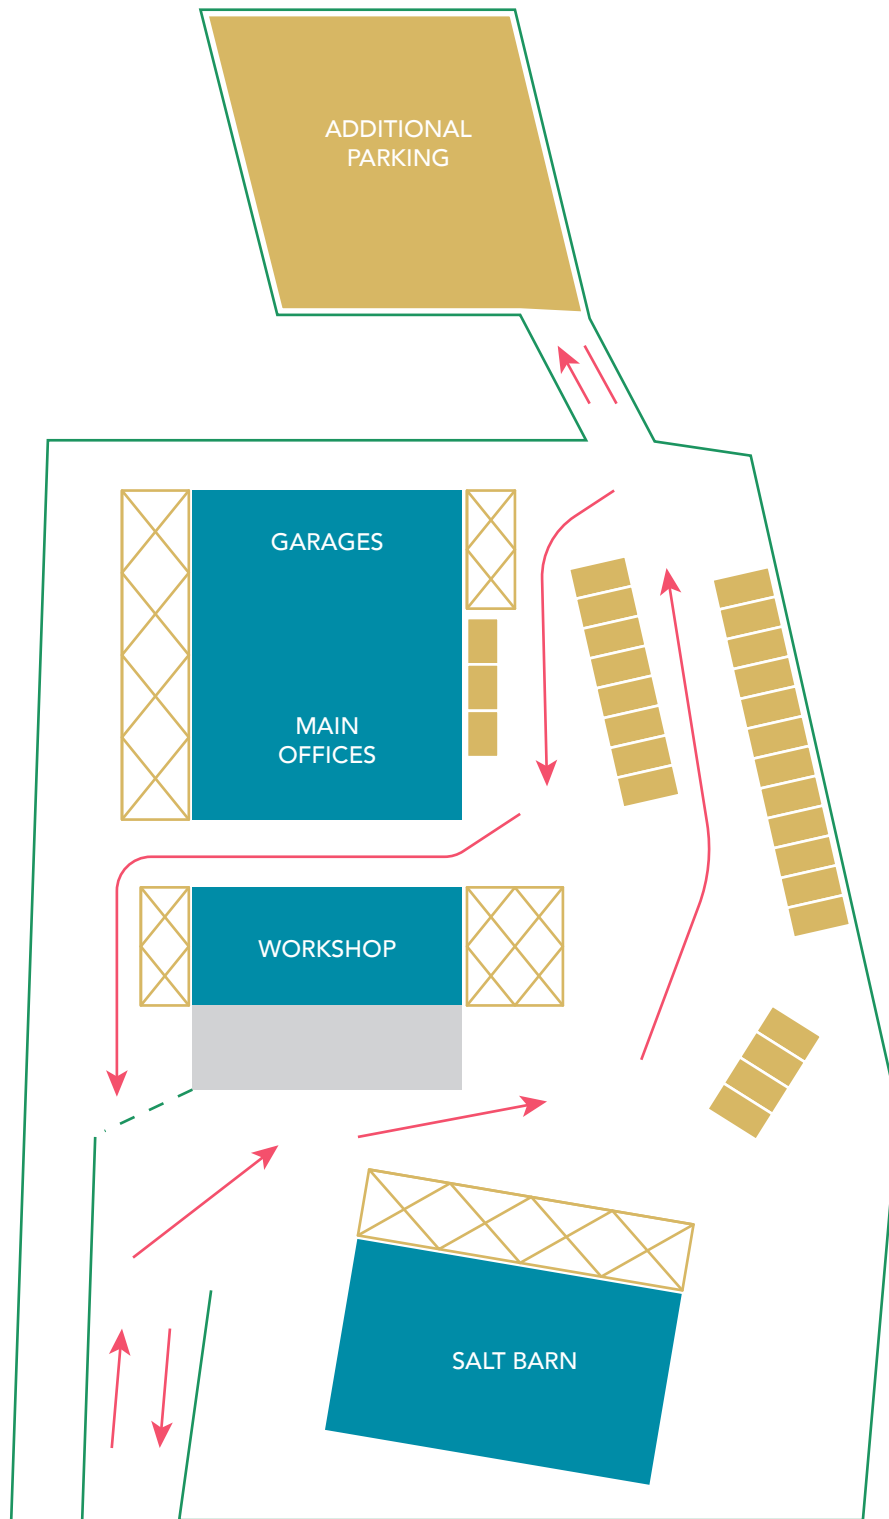 ADDITIONAL
PARKING
GARAGES
MAIN
OFFICES
WORKSHOP
SALT BARN